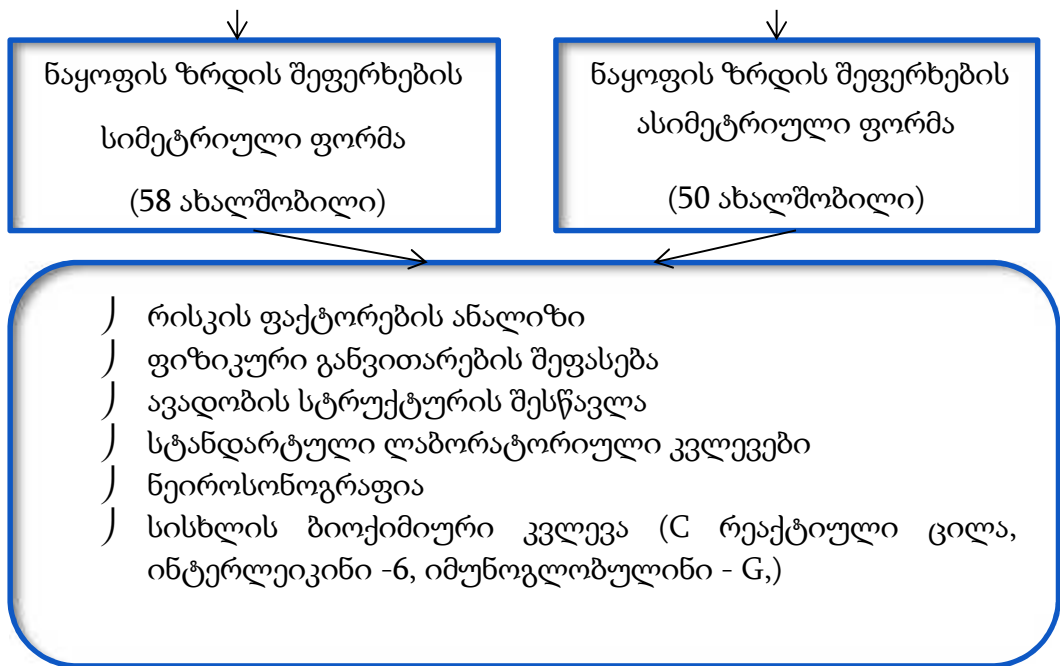 ნაყოფის ზრდის შეფერხების
სიმეტრიული ფორმა
(58 ახალშობილი)
ნაყოფის ზრდის შეფერხების
ასიმეტრიული ფორმა
(50 ახალშობილი)
რისკის ფაქტორების ანალიზი
ფიზიკური განვითარების შეფასება
ავადობის სტრუქტურის შესწავლა
სტანდარტული ლაბორატორიული კვლევები
ნეიროსონოგრაფია
სისხლის ბიოქიმიური კვლევა (C რეაქტიული ცილა,
ინტერლეიკინი -6, იმუნოგლობულინი - G,)